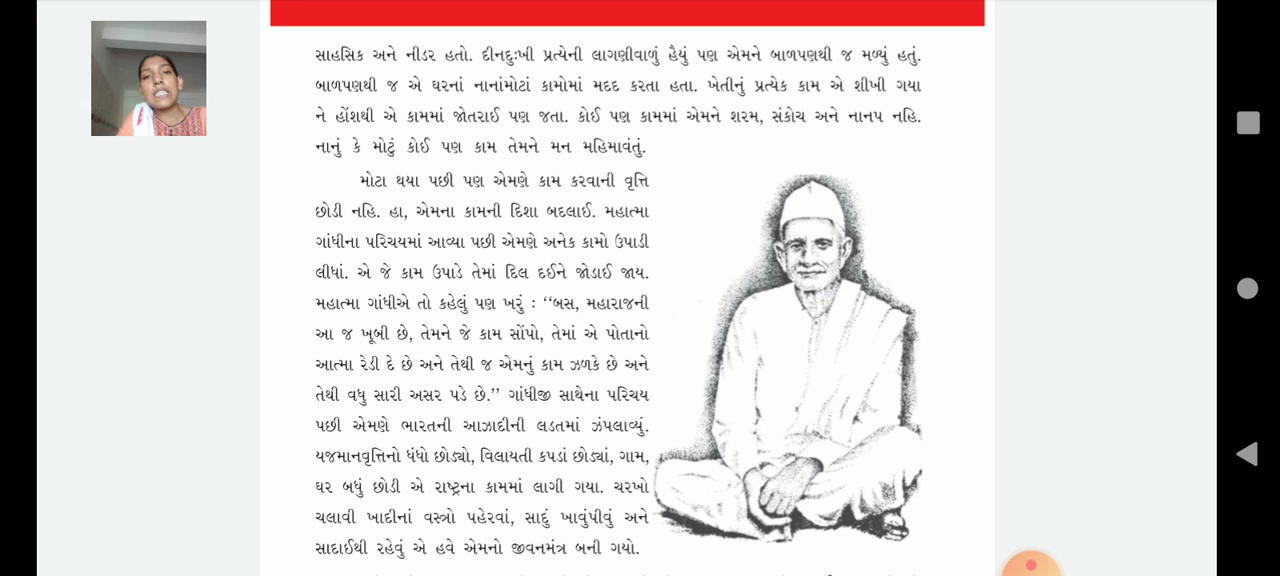 સાહસિક અને નીડર હતો. દીનદુઃખી પ્રત્યેની લાગણીવાળું હૈયું પણ એમને બાળપણથી જ મળ્યું હતું.
બાળપણથી જ એ ઘરનાં નાનાંમોટાં કામોમાં મદદ કરતા હતા. ખેતીનું પ્રત્યેક કામ એ શીખી ગયા
ને હોંશથી એ કામમાં જોતરાઈ પણ જતા. કોઈ પણ કામમાં એમને શરમ, સંકોચ અને નાનપ નહિ.
નાનું કે મોટું કોઈ પણ કામ તેમને મન મહિમાવંતું.
મોટા થયા પછી પણ એમણે કામ કરવાની વૃત્તિ
છોડી નહિ. હા, એમના કામની દિશા બદલાઈ. મહાત્મા
ગાંધીના પરિચયમાં આવ્યા પછી એમણે અનેક કામો ઉપાડી
લીધાં. એ જે કામ ઉપાડે તેમાં દિલ દઈને જોડાઈ જાય.
મહાત્મા ગાંધીએ તો કહેલું પણ ખરું : ‘‘બસ, મહારાજની
આ જ ખૂબી છે, તેમને જે કામ સોંપો, તેમાં એ પોતાનો
આત્મા રેડી દે છે અને તેથી જ એમનું કામ ઝળકે છે અને
તેથી વધુ સારી અસર પડે છે.’’ ગાંધીજી સાથેના પરિચય
પછી એમણે ભારતની આઝાદીની લડતમાં ઝંપલાવ્યું.
યજમાનવૃત્તિનો ધંધો છોડ્યો, વિલાયતી કપડાં છોડ્યાં, ગામ,
ઘર બધું છોડી એ રાષ્ટ્રના કામમાં લાગી ગયા. ચરખો
ચલાવી ખાદીનાં વસ્ત્રો પહેરવાં, સાદું ખાવુંપીવું અને
સાદાઈથી રહેવું એ હવે એમનો જીવનમંત્ર બની ગયો.